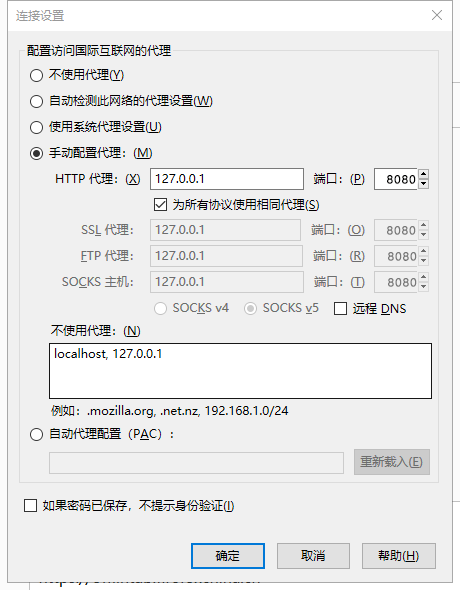 连接设置
配置访问国际互联网的代理
不使用代理(Y)
自动检测此网络的代理设置(W)
使用系统代理设置(U)
手动配置代理：(M)
HTTP 代理：(X) 127.0.0.1 端口：(P) 8080
为所有协议使用相同代理(S)
SSL 代理： 127.0.0.1 端口：(O) 8080
FTP 代理： 127.0.0.1 端口：(R) 8080
SOCKS 主机： 127.0.0.1 端口：(T) 8080
SOCKS v4 SOCKS v5 远程 DNS
不使用代理：(N)
localhost, 127.0.0.1
例如：.mozilla.org, .net.nz, 192.168.1.0/24
自动代理配置（PAC）：
重新载入(E)
如果密码已保存，不提示身份验证(I)
确定 取消 帮助(H)